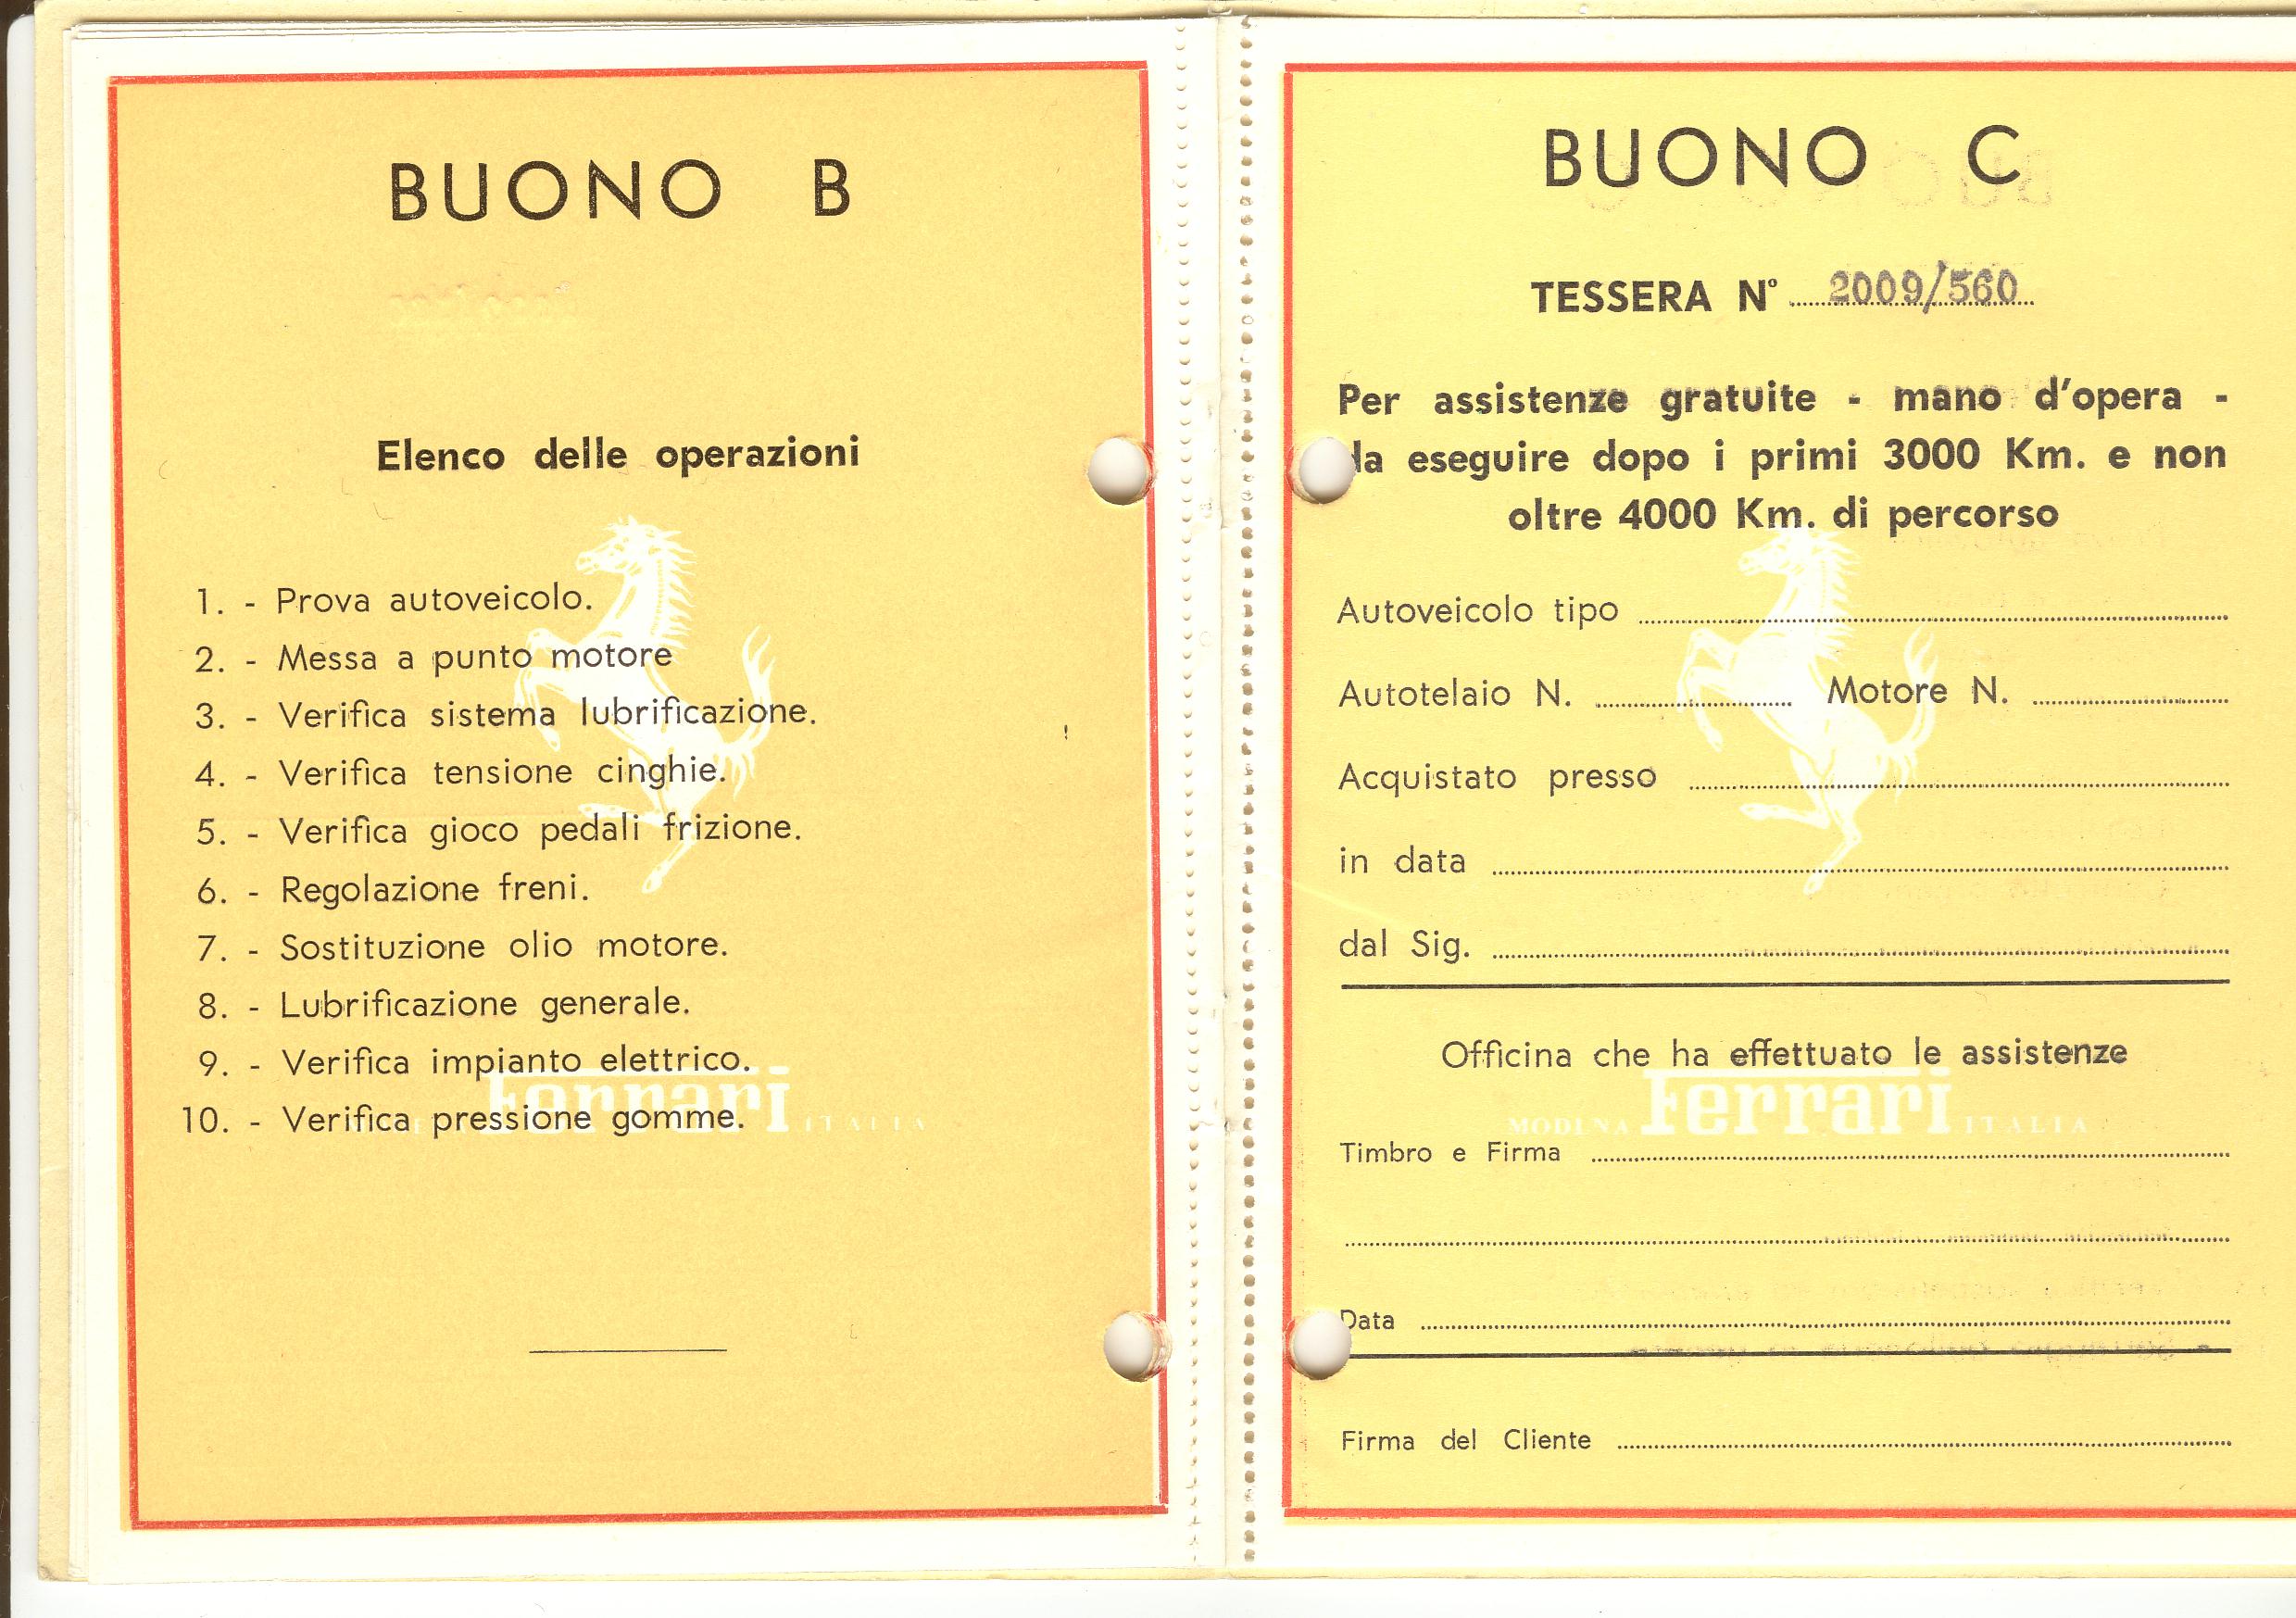 BUONO B
Elenco delle operazioni
1. - Prova autoveicolo.
2. - Messa a punto motore
3. - Verifica sistema lubrificazione.
4. - Verifica tensione cinghie.
5. - Verifica gioco pedali frizione.
6. - Regolazione freni.
7. - Sostituzione olio motore.
8. - Lubrificazione generale.
9. - Verifica impianto elettrico.
10. - Verifica pressione gomme.
Ferrari ITALIA
BUONO C
TESSERA N° 2009/560
Per assistenze gratuite - mano d'opera -
da eseguire dopo i primi 3000 Km. e non
oltre 4000 Km. di percorso
Autoveicolo tipo
Autotelaio N. Motore N.
Acquistato presso
in data
dal Sig.
Officina che ha effettuato le assistenze
MODENA Ferrari ITALIA
Timbro e Firma
Data
Firma del Cliente